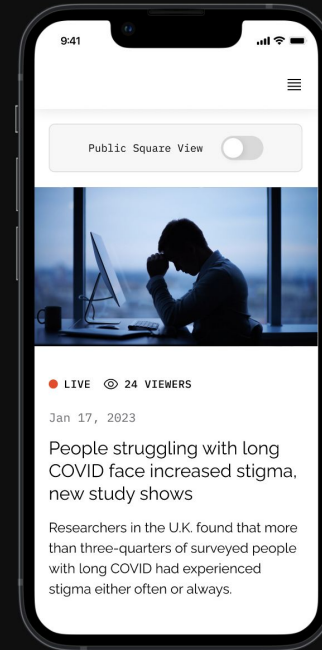 9:41
Public Square View
LIVE 24 VIEWERS
Jan 17, 2023
People struggling with long
COVID face increased stigma,
new study shows
Researchers in the U.K. found that more
than three-quarters of surveyed people
with long COVID had experienced
stigma either often or always.